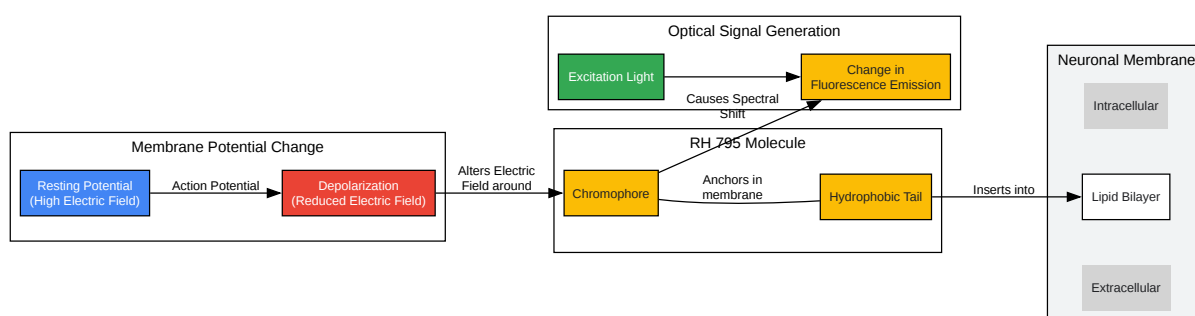 Optical Signal Generation
Excitation Light
Change in
Fluorescence Emission
Causes Spectral
Shift
Neuronal Membrane
Intracellular
Lipid Bilayer
Extracellular
Membrane Potential Change
Resting Potential
(High Electric Field)
Action Potential
Depolarization
(Reduced Electric Field)
Alters Electric
Field around
RH 795 Molecule
Chromophore
Anchors in
membrane
Hydrophobic Tail
Inserts into